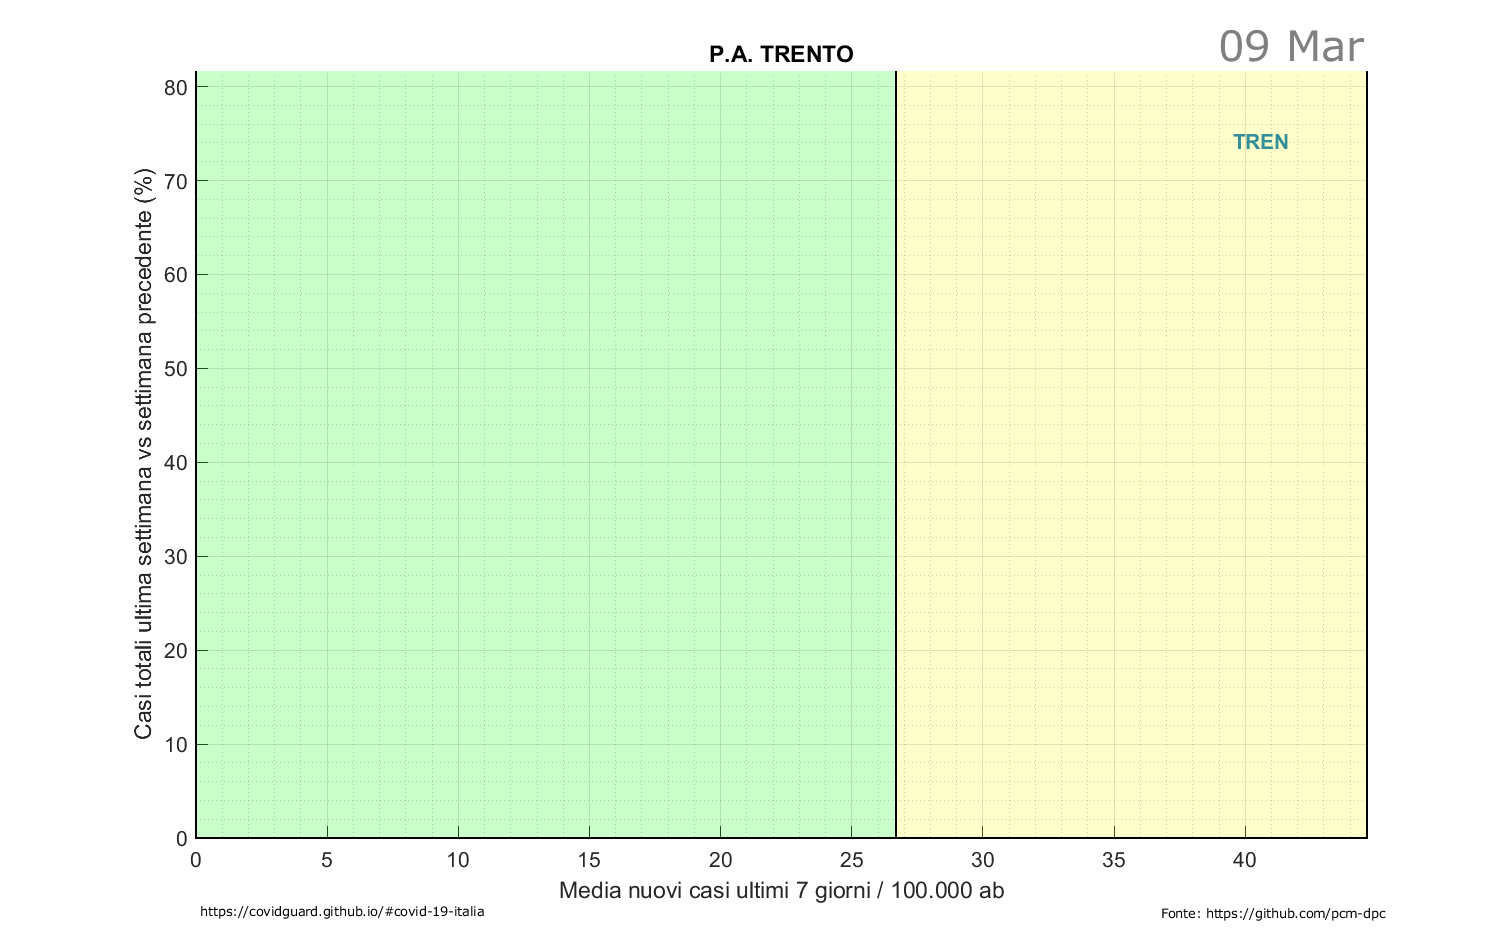 09 Mar
P.A. TRENTO
80
TREN
70
60
50
40
30
20
10
0
Casi totali ultima settimana vs settimana precedente (%)
0 5 10 15 20 25 30 35 40
Media nuovi casi ultimi 7 giorni / 100.000 ab
https://covidguard.github.io/#covid-19-italia
Fonte: https://github.com/pcm-dpc